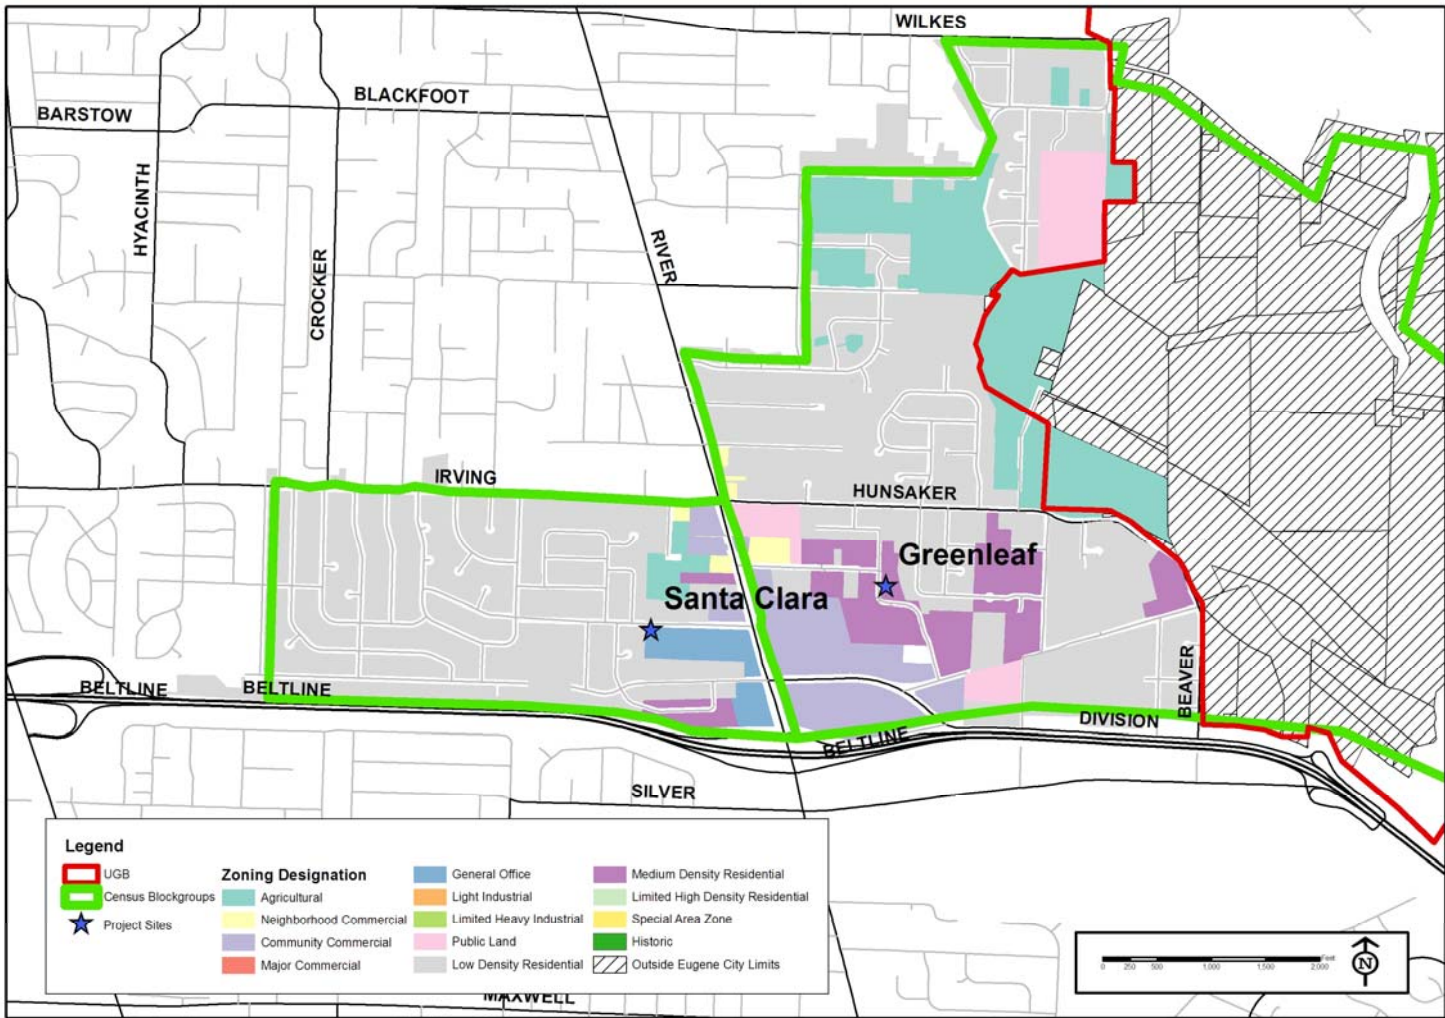 WILKES
BLACKFOOT
BARSTOW
HYACINTH
CROCKER
RIVER
IRVING
HUNSAKER
Greenleaf
Santa Clara
BELTLINE
BELTLINE
BEAVER
DIVISION
BELTLINE
SILVER
MAXWELL
Legend
UGB
Census Blockgroups
Project Sites
Zoning Designation
Agricultural
Neighborhood Commercial
Community Commercial
Major Commercial
General Office
Light Industrial
Limited Heavy Industrial
Public Land
Low Density Residential
Medium Density Residential
Limited High Density Residential
Special Area Zone
Historic
Outside Eugene City Limits
Feet
0 250 500 1,000 1,500 2,000
N